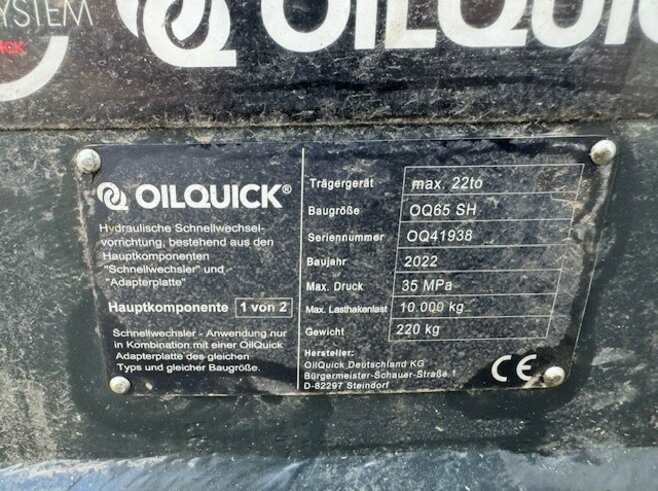 YSTEM
OILQUICK
OILQUICK®
Hydraulische Schnellwechsel-
vorrichtung, bestehend aus den
Hauptkomponenten
"Schnellwechsler" und
"Adapterplatte"
Hauptkomponente 1 von 2
Schnellwechsler - Anwendung nur
in Kombination mit einer OilQuick
Adapterplatte des gleichen
Typs und gleicher Baugröße.
Trägergerät max. 22to
Baugröße OQ65 SH
Seriennummer OQ41938
Baujahr 2022
Max. Druck 35 MPa
Max. Lasthakenlast 10.000 kg
Gewicht 220 kg
Hersteller:
OilQuick Deutschland KG
Bürgermeister-Schauer-Straße 1
D-82297 Steindorf
CE